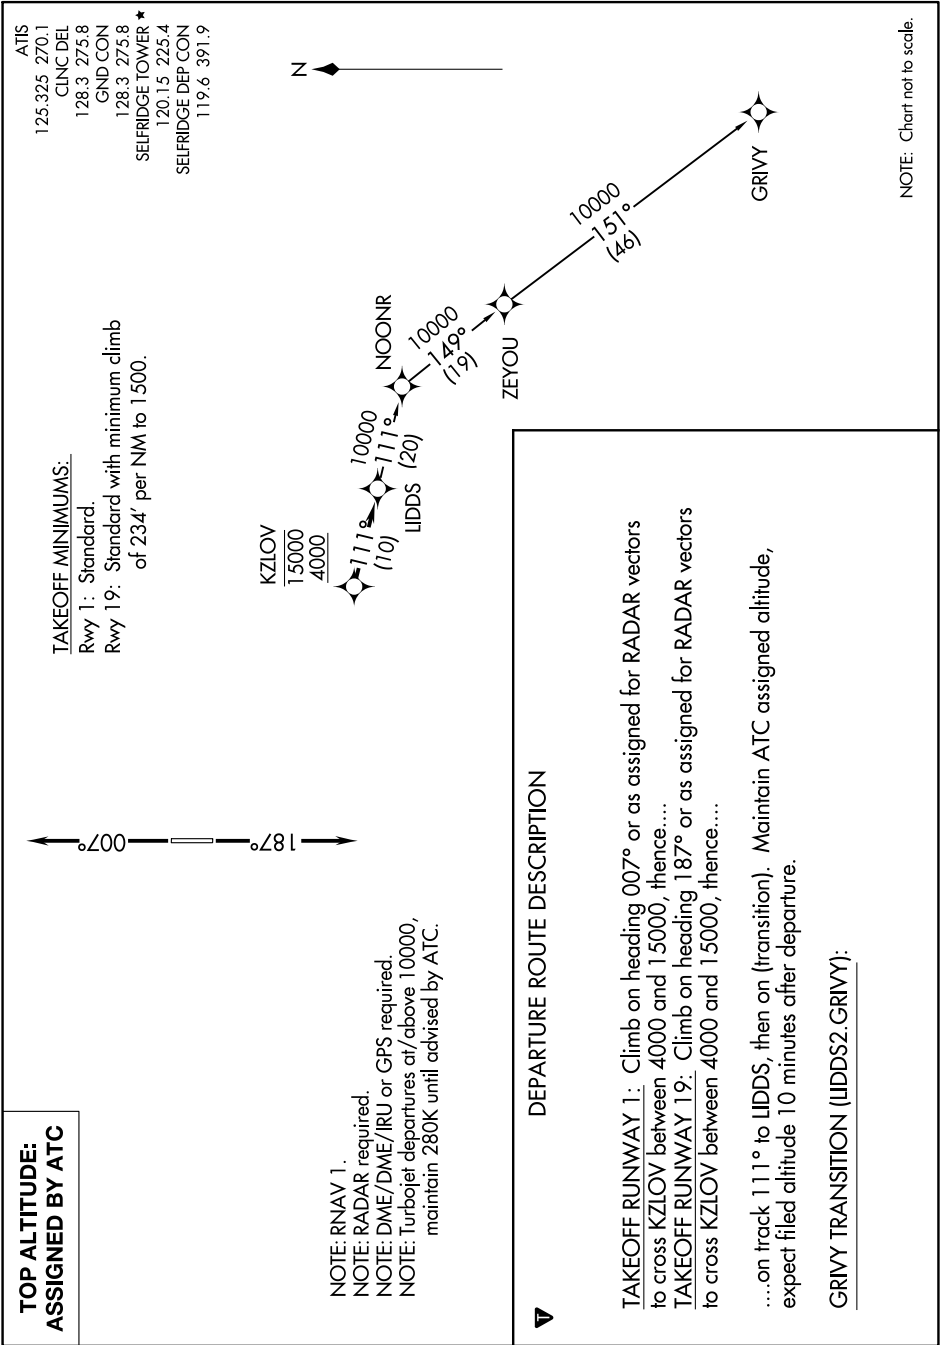 TOP ALTITUDE:
ASSIGNED BY ATC
ATIS
125.325 270.1
CLNC DEL
128.3 275.8
GND CON
128.3 275.8
SELFRIDGE TOWER ★
120.15 225.4
SELFRIDGE DEP CON
119.6 391.9
TAKEOFF MINIMUMS:
Rwy 1: Standard.
Rwy 19: Standard with minimum climb
of 234' per NM to 1500.
007°
187°
N
KZLOV
15000
4000
111°
(10)
LIDDS
10000
111°
(20)
NOONR
10000
149°
(19)
ZEYOU
10000
151°
(46)
GRIVY
NOTE: RNAV 1.
NOTE: RADAR required.
NOTE: DME/DME/IRU or GPS required.
NOTE: Turbojet departures at/above 10000,
maintain 280K until advised by ATC.
NOTE: Chart not to scale.
T
DEPARTURE ROUTE DESCRIPTION
TAKEOFF RUNWAY 1: Climb on heading 007° or as assigned for RADAR vectors
to cross KZLOV between 4000 and 15000, thence....
TAKEOFF RUNWAY 19: Climb on heading 187° or as assigned for RADAR vectors
to cross KZLOV between 4000 and 15000, thence....
....on track 111° to LIDDS, then on (transition). Maintain ATC assigned altitude,
expect filed altitude 10 minutes after departure.
GRIVY TRANSITION (LIDDS2.GRIVY):